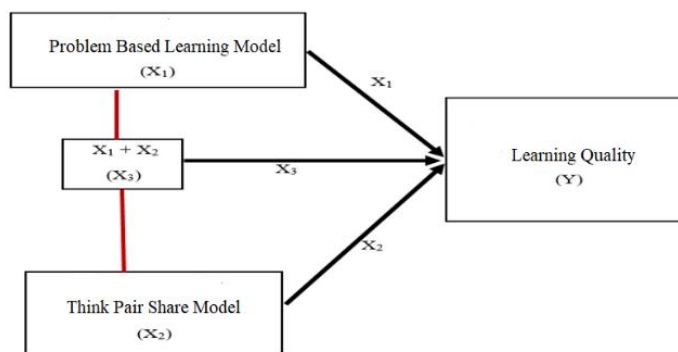 Problem Based Learning Model
(X₁)
X₁
X₁ + X₂
(X₃)
X₃
Learning Quality
(Y)
X₂
Think Pair Share Model
(X₂)